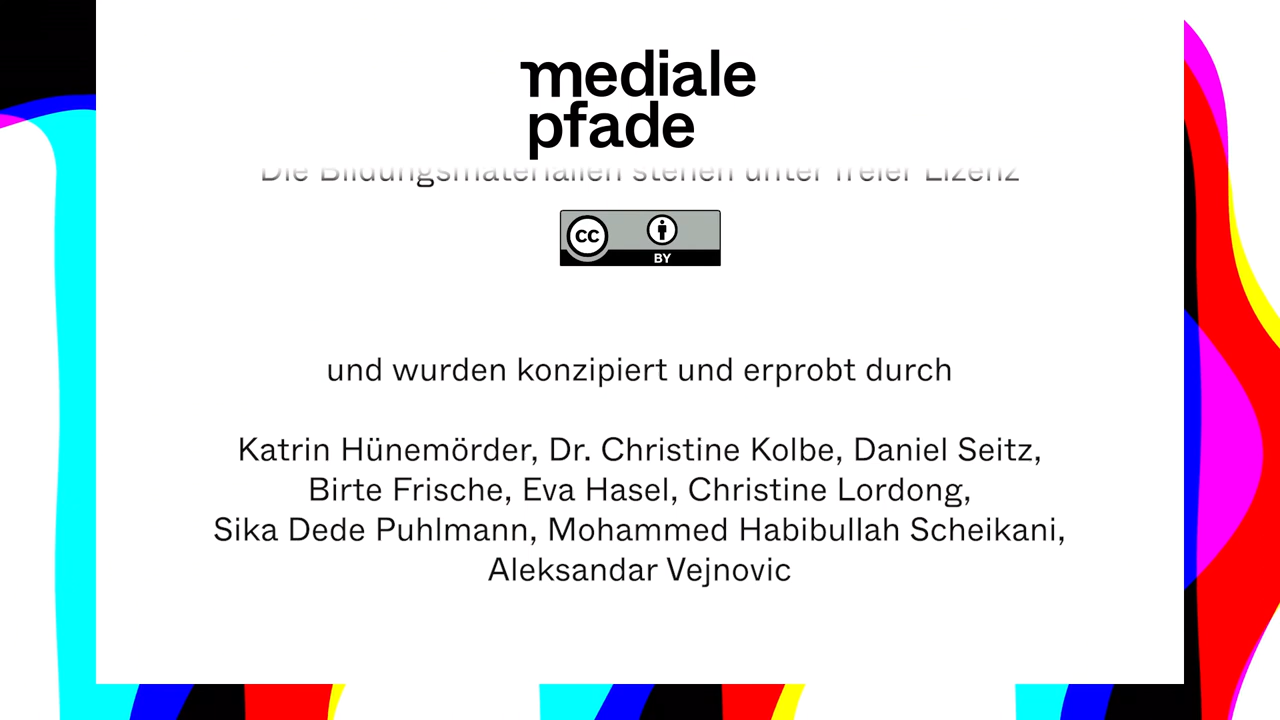 mediale
pfade
Die Bildungsmaterialien stehen unter freier Lizenz
CC
BY
und wurden konzipiert und erprobt durch
Katrin Hünemörder, Dr. Christine Kolbe, Daniel Seitz,
Birte Frische, Eva Hasel, Christine Lordong,
Sika Dede Puhlmann, Mohammed Habibullah Scheikani,
Aleksandar Vejnovic